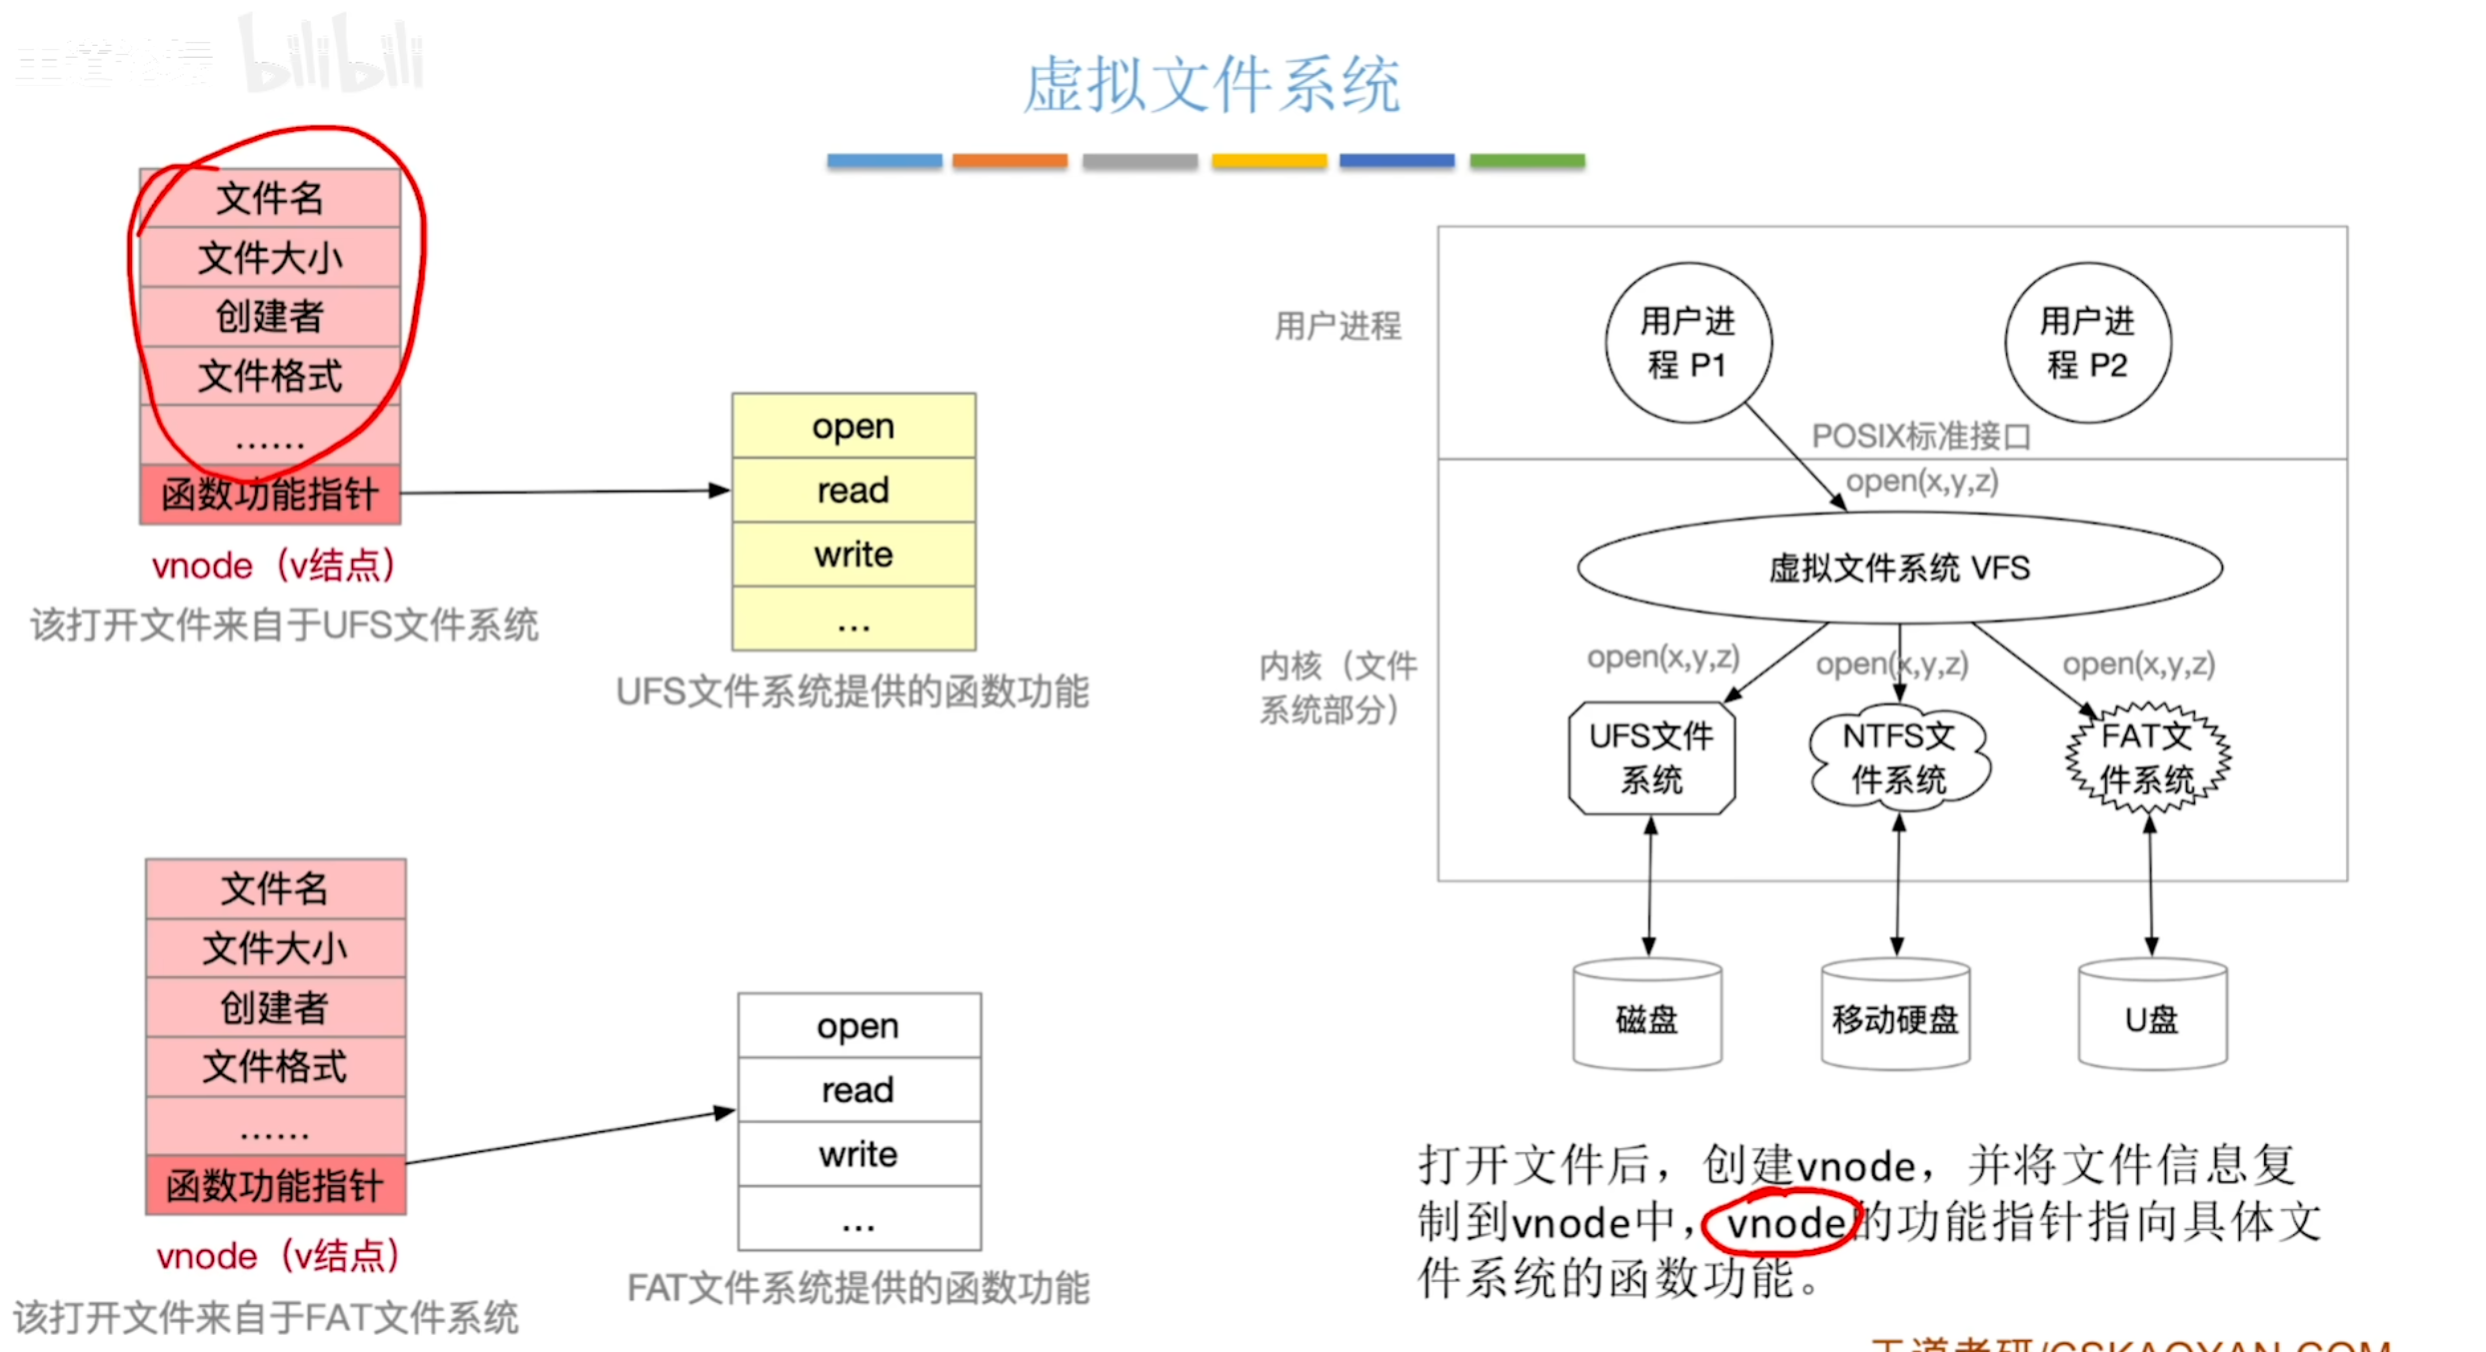 bilibili
虚拟文件系统
文件名
文件大小
创建者
文件格式
......
函数功能指针
vnode（v结点）
该打开文件来自于UFS文件系统
open
read
write
...
UFS文件系统提供的函数功能
文件名
文件大小
创建者
文件格式
......
函数功能指针
vnode（v结点）
该打开文件来自于FAT文件系统
open
read
write
...
FAT文件系统提供的函数功能
用户进程
用户进
程 P1
用户进
程 P2
POSIX标准接口
open(x,y,z)
虚拟文件系统 VFS
内核（文件
系统部分）
open(x,y,z)
open(x,y,z)
open(x,y,z)
UFS文件
系统
NTFS文
件系统
FAT文
件系统
磁盘
移动硬盘
U盘
打开文件后，创建vnode，并将文件信息复
制到vnode中，vnode的功能指针指向具体文
件系统的函数功能。
王道考研/CSKAOYAN.COM